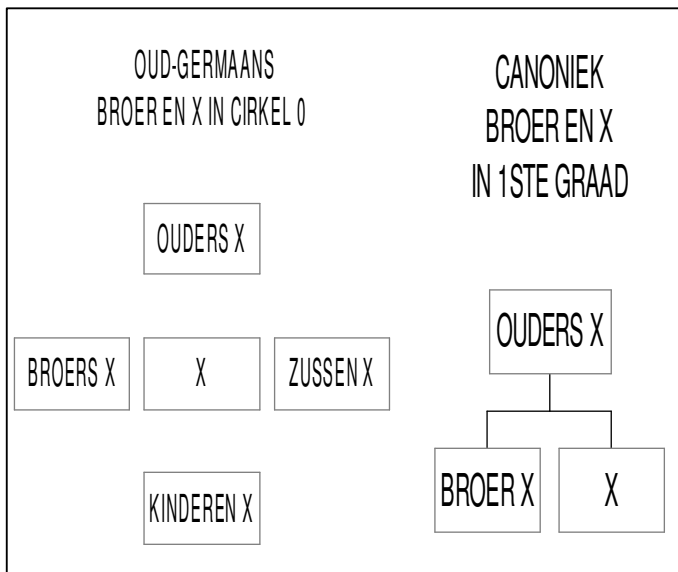 OUD-GERMAANS
BROER EN X IN CIRKEL 0
OUDERS X
BROERS X
X
ZUSSEN X
KINDEREN X
CANONIEK
BROER EN X
IN 1STE GRAAD
OUDERS X
BROER X
X